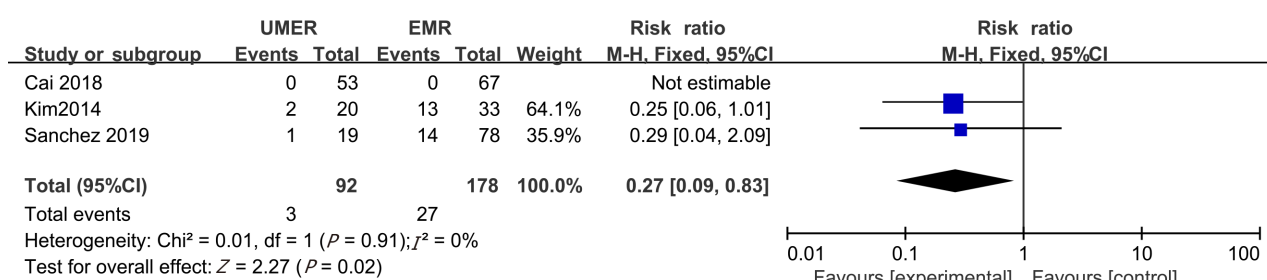 UMER EMR Risk ratio Risk ratio
Study or subgroup Events Total Events Total Weight M-H, Fixed, 95%CI M-H, Fixed, 95%CI
Cai 2018 0 53 0 67 Not estimable
Kim2014 2 20 13 33 64.1% 0.25 [0.06, 1.01]
Sanchez 2019 1 19 14 78 35.9% 0.29 [0.04, 2.09]
Total (95%CI) 92 178 100.0% 0.27 [0.09, 0.83]
Total events 3 27
Heterogeneity: Chi² = 0.01, df = 1 (P = 0.91); I² = 0%
Test for overall effect: Z = 2.27 (P = 0.02)
0.01 0.1 1 10 100
Favours [experimental] Favours [control]